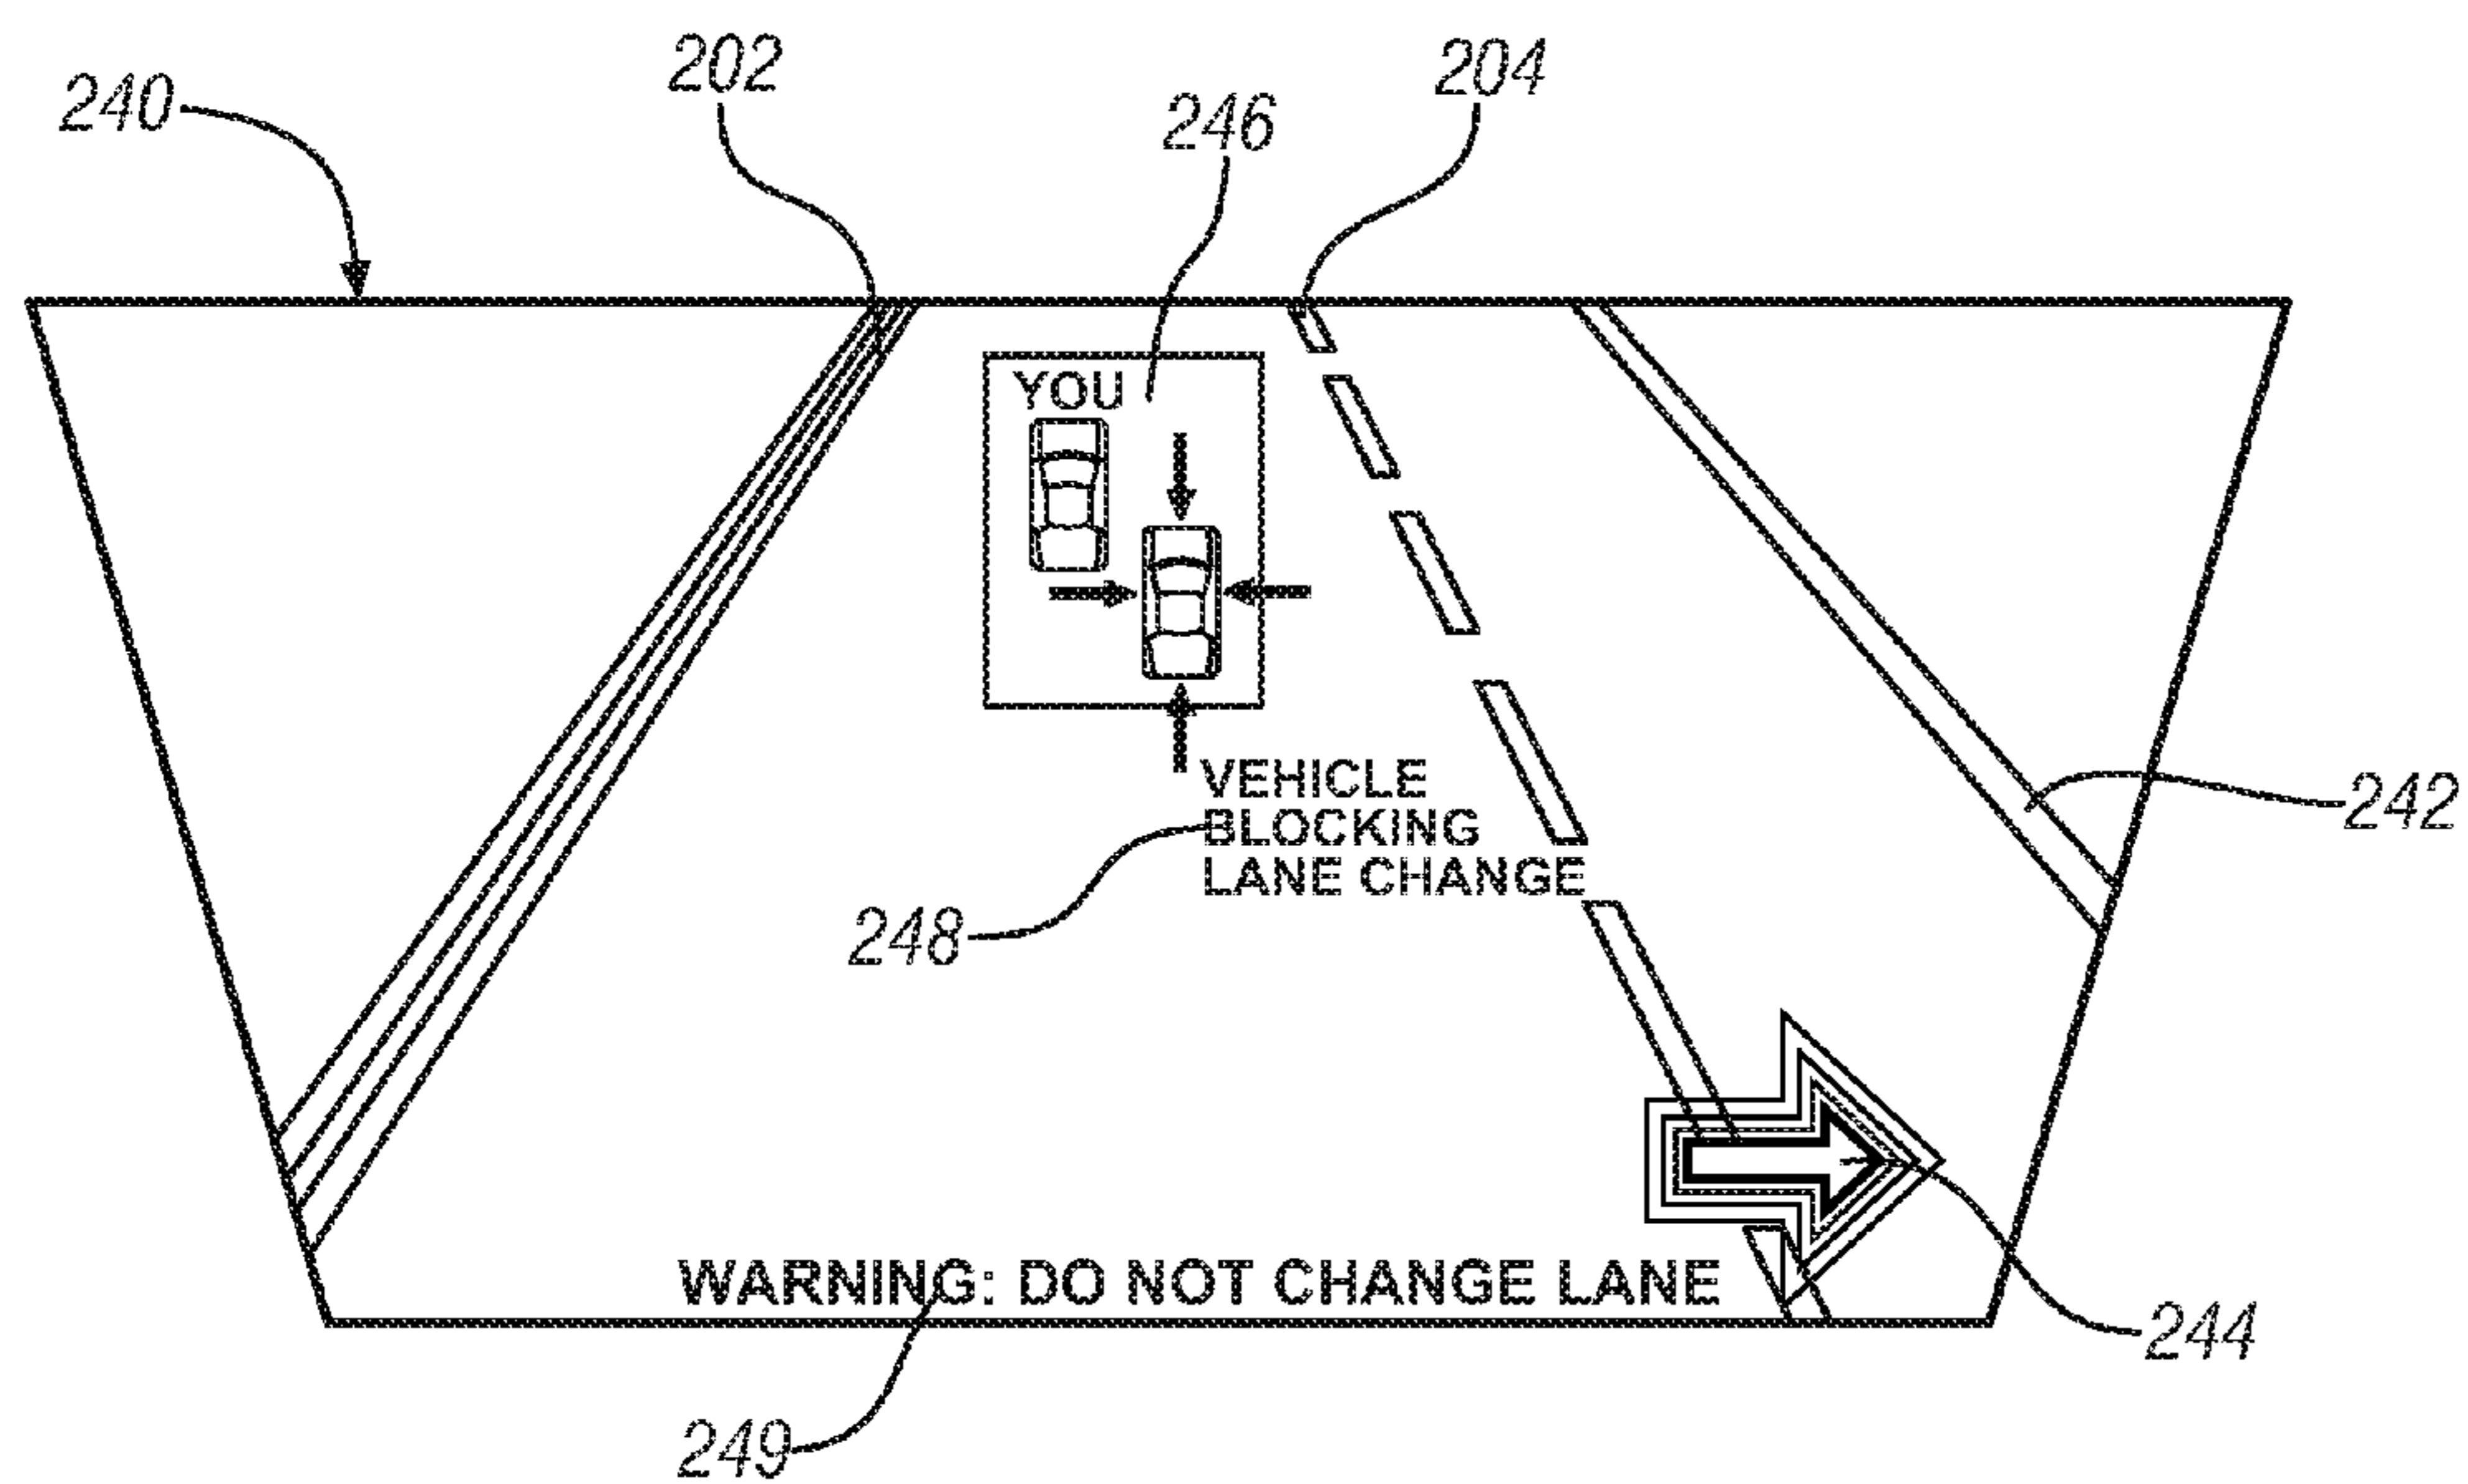 202
204
240
246
YOU
242
VEHICLE
BLOCKING
LANE CHANGE
248
WARNING: DO NOT CHANGE LANE
244
249